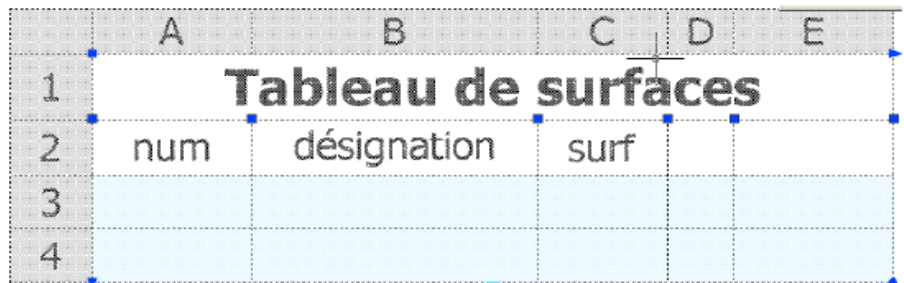 A B C D E
1 Tableau de surfaces
2 num désignation surf
3
4